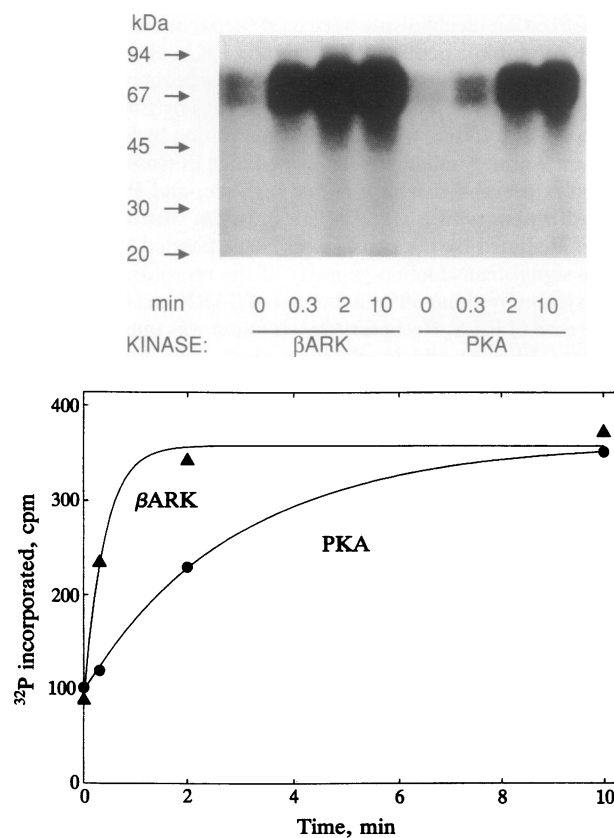 kDa
94 →
67 →
45 →
30 →
20 →
min 0 0.3 2 10 0 0.3 2 10
KINASE: βARK PKA
400
300
200
100
0
³²P incorporated, cpm
βARK
PKA
0 2 4 6 8 10
Time, min